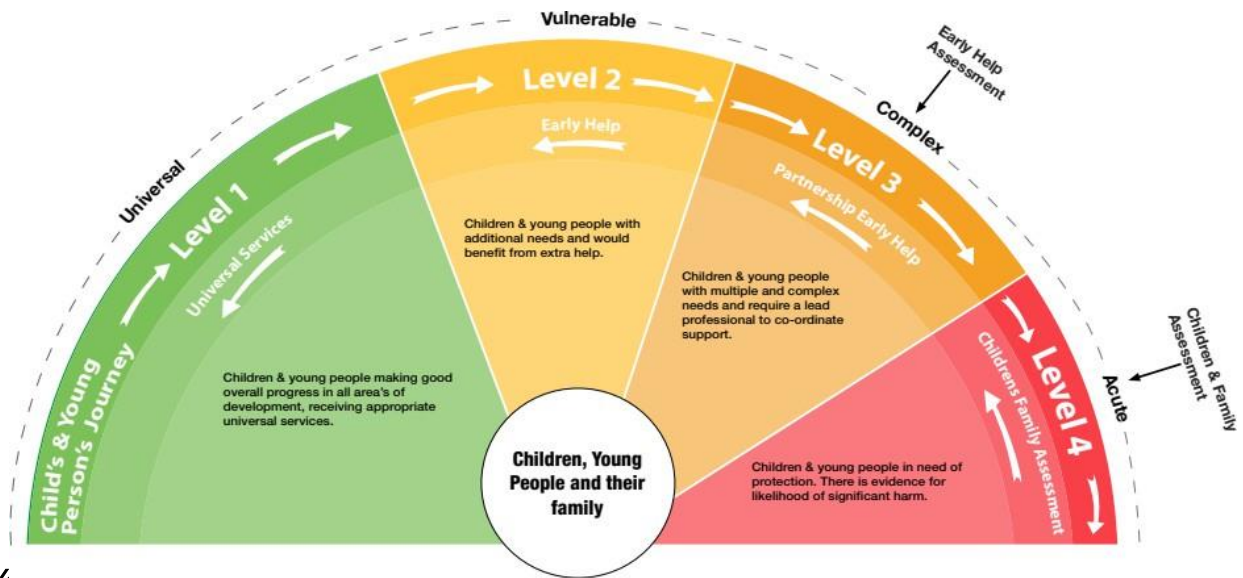 Universal
Vulnerable
Complex
Acute
Early Help
Assessment
Children & Family
Assessment
Child's & Young
Person's Journey
Level 1
Universal Services
Children & young people making good
overall progress in all area's of
development, receiving appropriate
universal services.
Level 2
Early Help
Children & young people with
additional needs and would
benefit from extra help.
Level 3
Partnership Early Help
Children & young people
with multiple and complex
needs and require a lead
professional to co-ordinate
support.
Level 4
Childrens Family Assessment
Children & young people in need of
protection. There is evidence for
likelihood of significant harm.
Children, Young
People and their
family